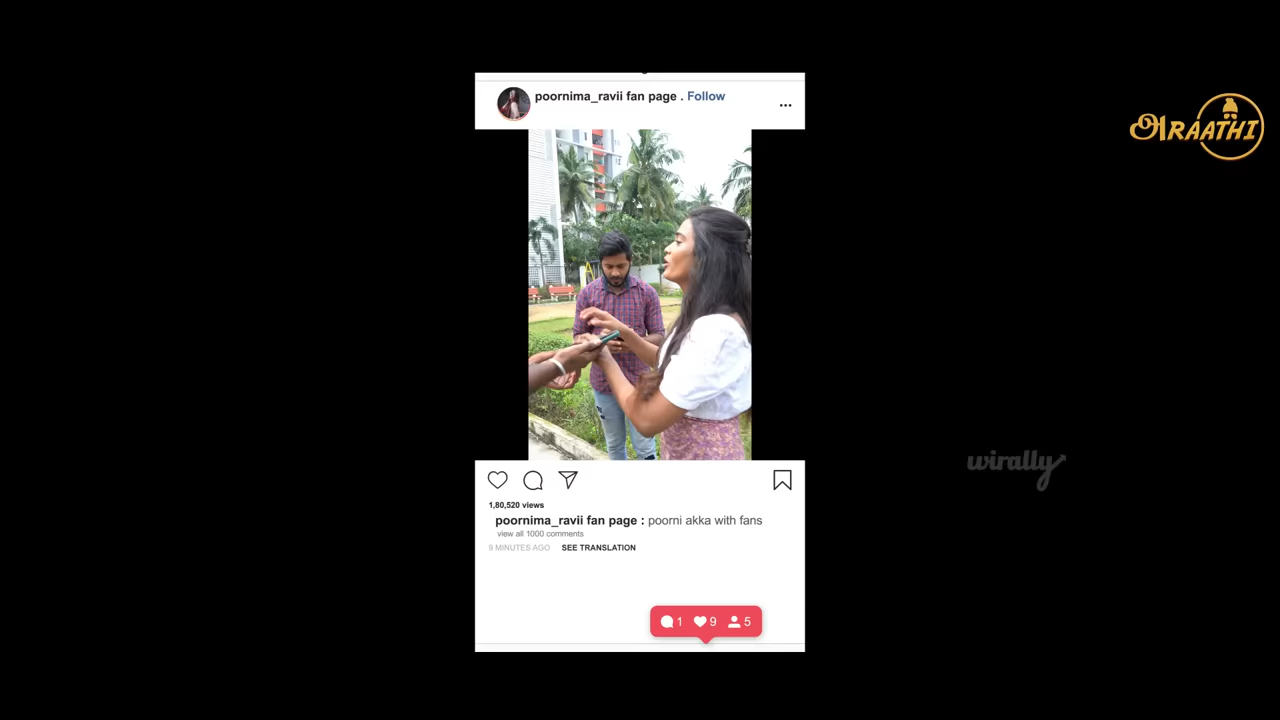 poornima_ravii fan page . Follow
ஆRAATHI
wirally
1,80,520 views
poornima_ravii fan page : poorni akka with fans
view all 1000 comments
9 MINUTES AGO SEE TRANSLATION
1 9 5